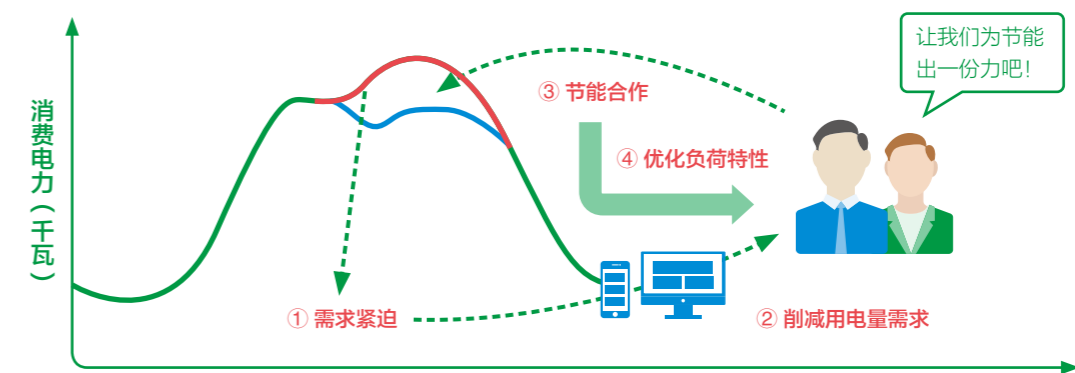 让我们为节能
出一份力吧！
③ 节能合作
④ 优化负荷特性
消费电力（千瓦）
① 需求紧迫
② 削减用电量需求